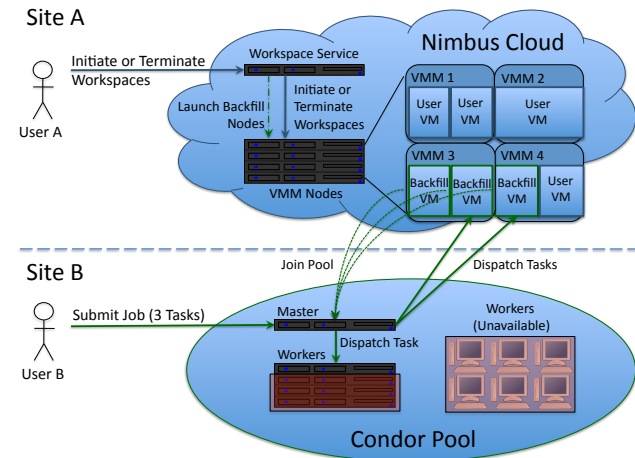 Site A
Nimbus Cloud
Workspace Service
Initiate or Terminate
Workspaces
User A
Launch Backfill
Nodes
Initiate or
Terminate
Workspaces
VMM Nodes
VMM 1
User
VM
User
VM
VMM 2
User
VM
VMM 3
Backfill
VM
Backfill
VM
VMM 4
Backfill
VM
User
VM
Site B
Join Pool
Dispatch Tasks
Submit Job (3 Tasks)
User B
Master
Dispatch Task
Workers
Workers
(Unavailable)
Condor Pool